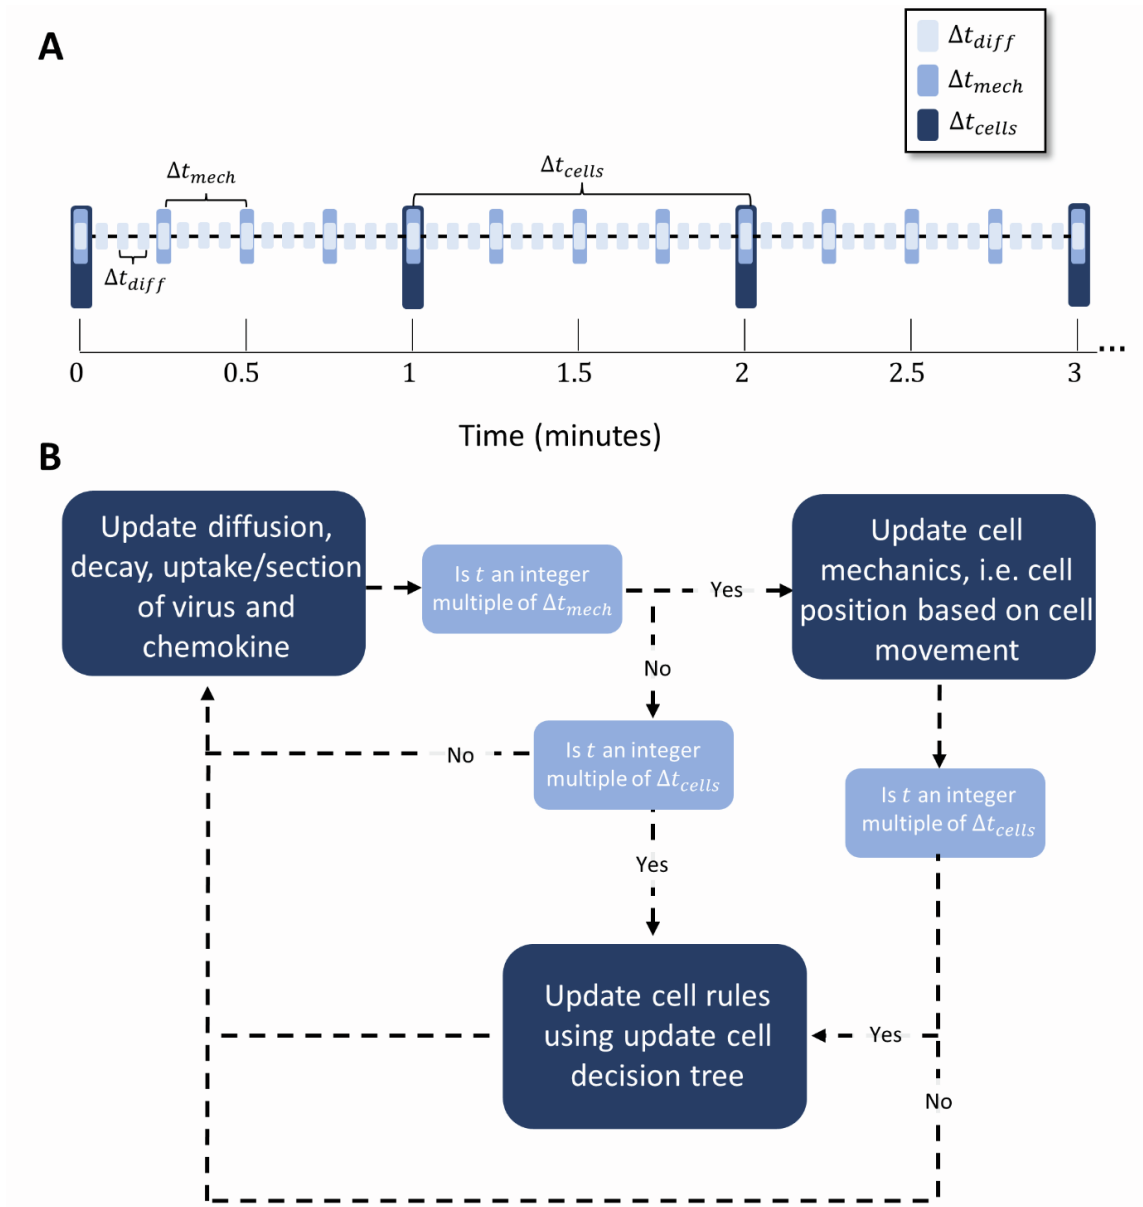 A
Δt_diff
Δt_mech
Δt_cells
Δt_mech
Δt_cells
Δt_diff
0 0.5 1 1.5 2 2.5 3 ...
Time (minutes)
B
Update diffusion,
decay, uptake/section
of virus and
chemokine
Is t an integer
multiple of Δt_mech
Yes
Update cell
mechanics, i.e. cell
position based on cell
movement
No
Is t an integer
multiple of Δt_cells
No
Is t an integer
multiple of Δt_cells
Yes
Update cell rules
using update cell
decision tree
Yes
No